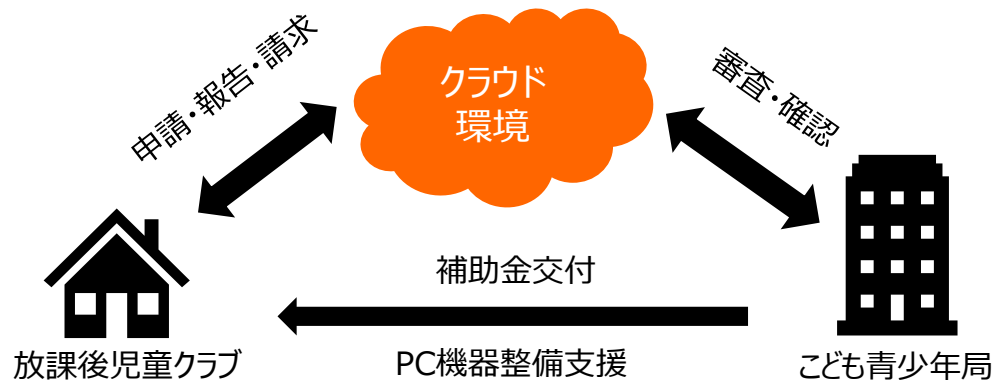 申請・報告・請求
クラウド
環境
審査・確認
補助金交付
PC機器整備支援
放課後児童クラブ
こども青少年局